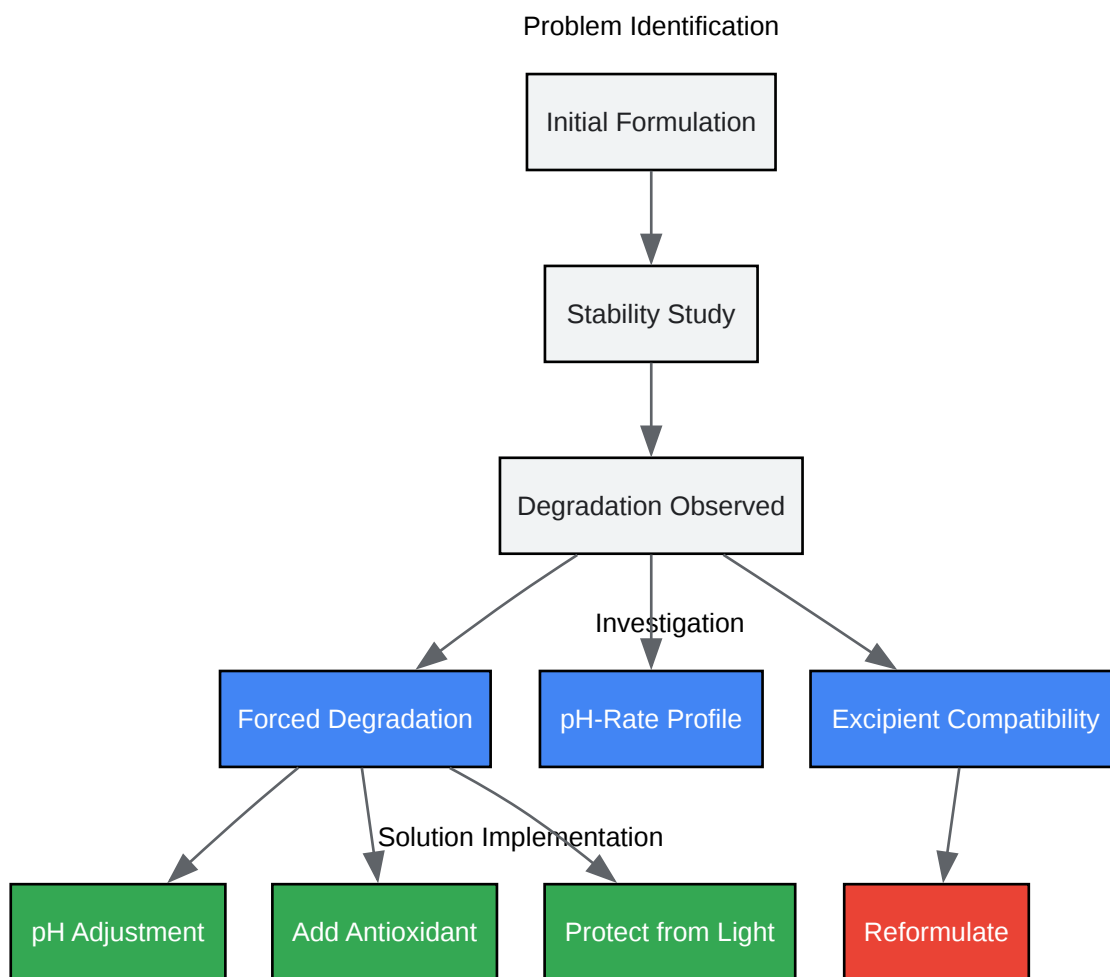 Problem Identification
Initial Formulation
Stability Study
Degradation Observed
Investigation
Forced Degradation
pH-Rate Profile
Excipient Compatibility
Solution Implementation
pH Adjustment
Add Antioxidant
Protect from Light
Reformulate